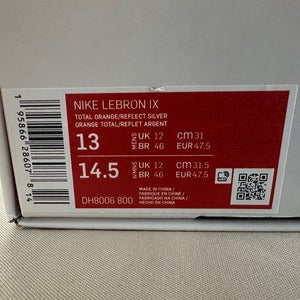 NIKE LEBRON IX
TOTAL ORANGE/REFLECT SILVER
ORANGE TOTAL/REFLET ARGENT
13 MENS UK 12 CM 31
BR 46 EUR 47.5
14.5 WMNS UK 12 CM 31.5
BR 46 EUR 47.5
DH8006 800
MADE IN CHINA /
FABRIQUE EN CHINE /
FABRICADO NA CHINA /
HECHO EN CHINA
1 95866 28607 8 14